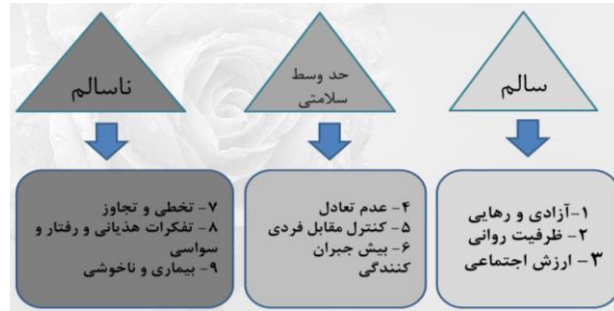 سالم
۱-آزادی و رهایی
۲- ظرفیت روانی
۳- ارزش اجتماعی
حد وسط
سلامتی
۴- عدم تعادل
۵- کنترل مقابل فردی
۶- بیش جبران
کنندگی
ناسالم
۷- تخطی و تجاوز
۸- تفکرات هذیانی و رفتار و
سواسی
۹- بیماری و ناخوشی